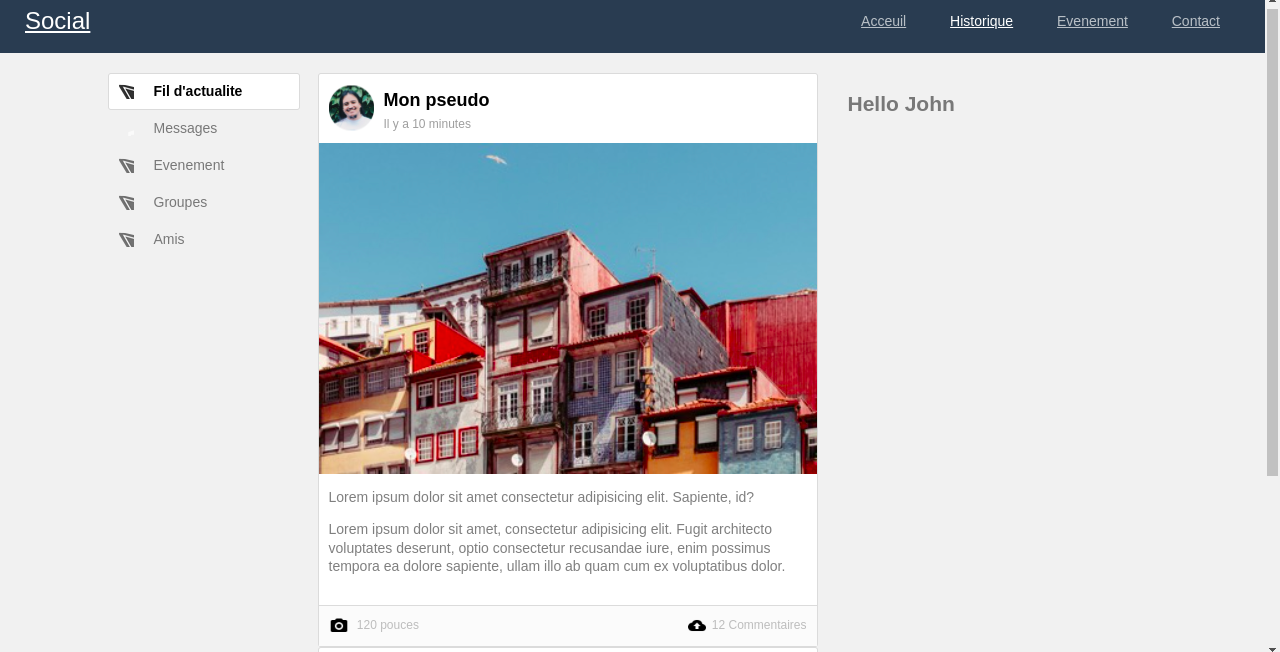 Social
Acceuil
Historique
Evenement
Contact
Fil d'actualite
Messages
Evenement
Groupes
Amis
Mon pseudo
Il y a 10 minutes
Lorem ipsum dolor sit amet consectetur adipisicing elit. Sapiente, id?
Lorem ipsum dolor sit amet, consectetur adipisicing elit. Fugit architecto
voluptates deserunt, optio consectetur recusandae iure, enim possimus
tempora ea dolore sapiente, ullam illo ab quam cum ex voluptatibus dolor.
120 pouces
12 Commentaires
Hello John